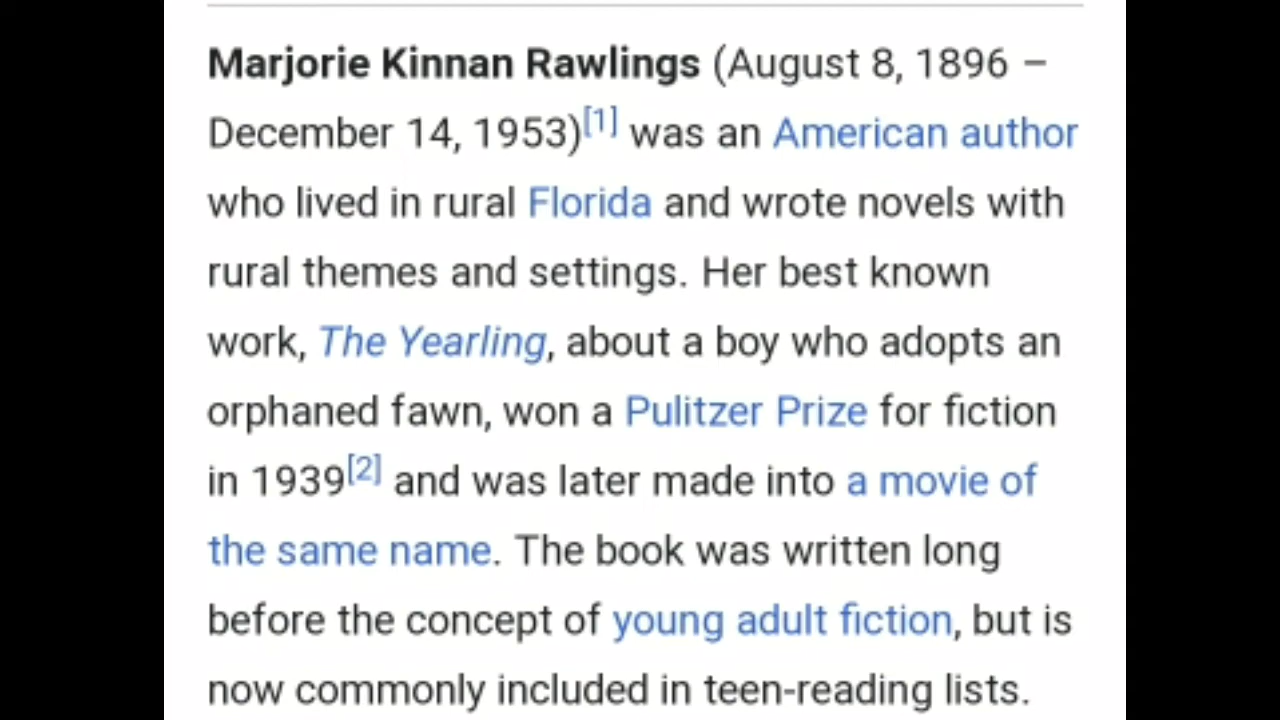 Marjorie Kinnan Rawlings (August 8, 1896 –
December 14, 1953)[1] was an American author
who lived in rural Florida and wrote novels with
rural themes and settings. Her best known
work, The Yearling, about a boy who adopts an
orphaned fawn, won a Pulitzer Prize for fiction
in 1939[2] and was later made into a movie of
the same name. The book was written long
before the concept of young adult fiction, but is
now commonly included in teen-reading lists.